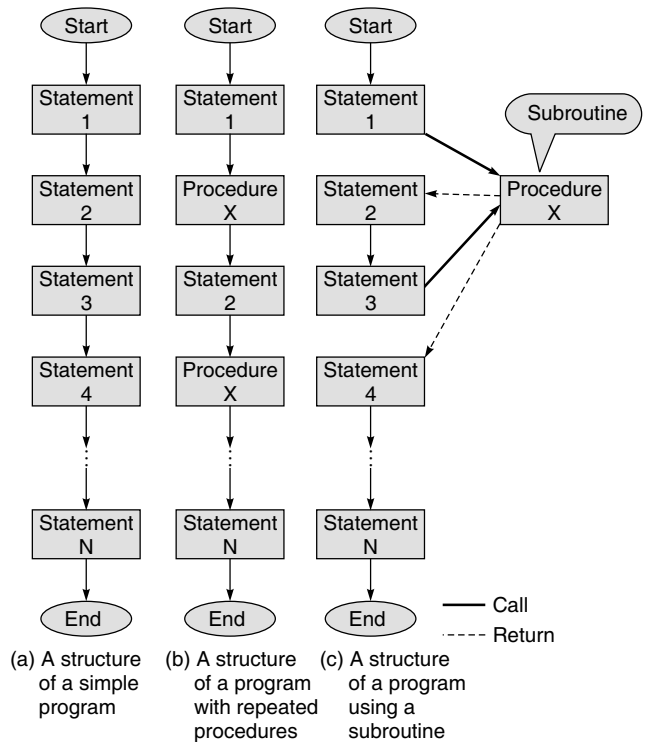 Start
Statement
1
Statement
2
Statement
3
Statement
4
Statement
N
End
(a) A structure
of a simple
program
Start
Statement
1
Procedure
X
Statement
2
Procedure
X
Statement
N
End
(b) A structure
of a program
with repeated
procedures
Start
Statement
1
Statement
2
Statement
3
Statement
4
Statement
N
End
(c) A structure
of a program
using a
subroutine
Subroutine
Procedure
X
Call
Return